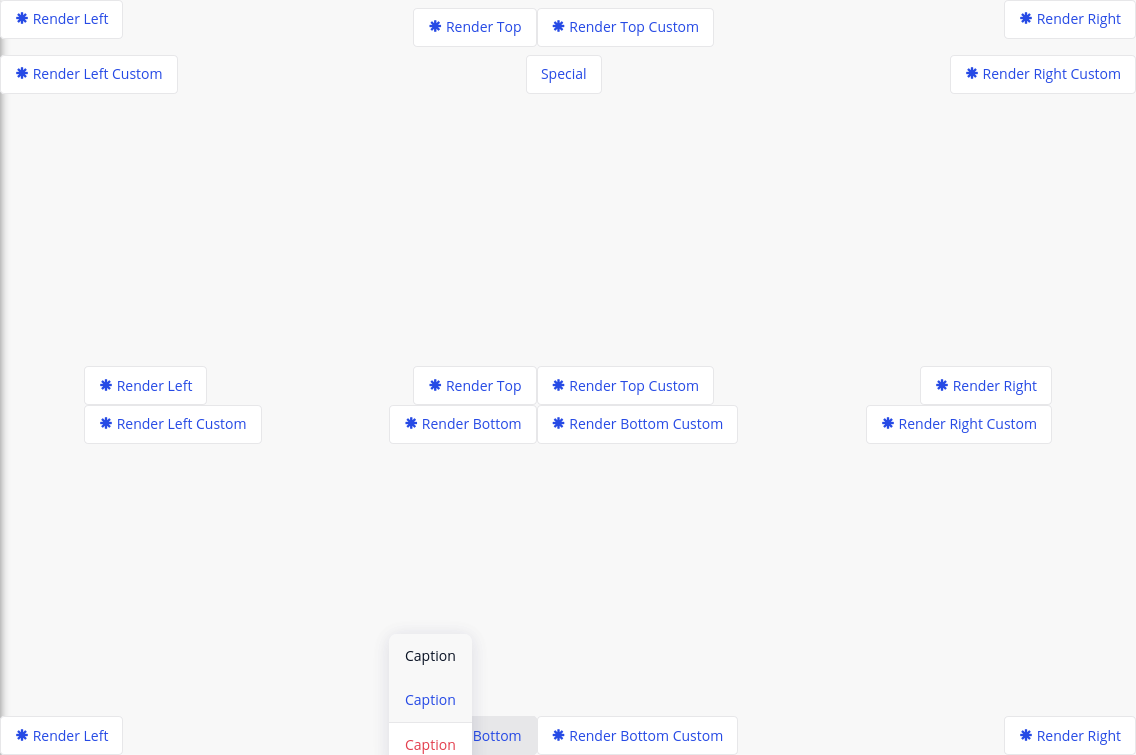 Render Left
Render Top
Render Top Custom
Render Right
Render Left Custom
Special
Render Right Custom
Render Left
Render Top
Render Top Custom
Render Right
Render Left Custom
Render Bottom
Render Bottom Custom
Render Right Custom
Caption
Caption
Caption
Render Left
Bottom
Render Bottom Custom
Render Right